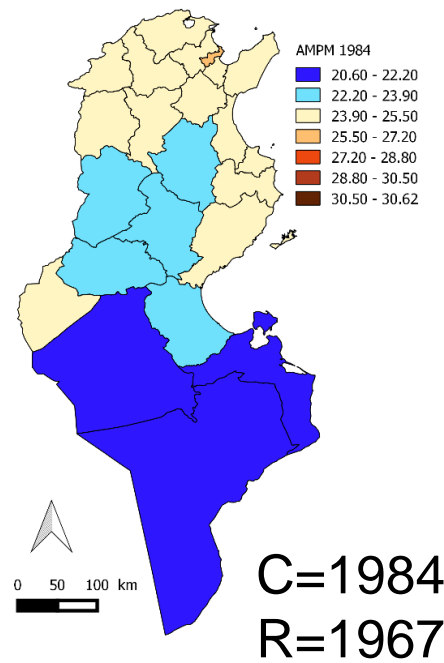 AMPM 1984
20.60 - 22.20
22.20 - 23.90
23.90 - 25.50
25.50 - 27.20
27.20 - 28.80
28.80 - 30.50
30.50 - 30.62
0 50 100 km
C=1984
R=1967